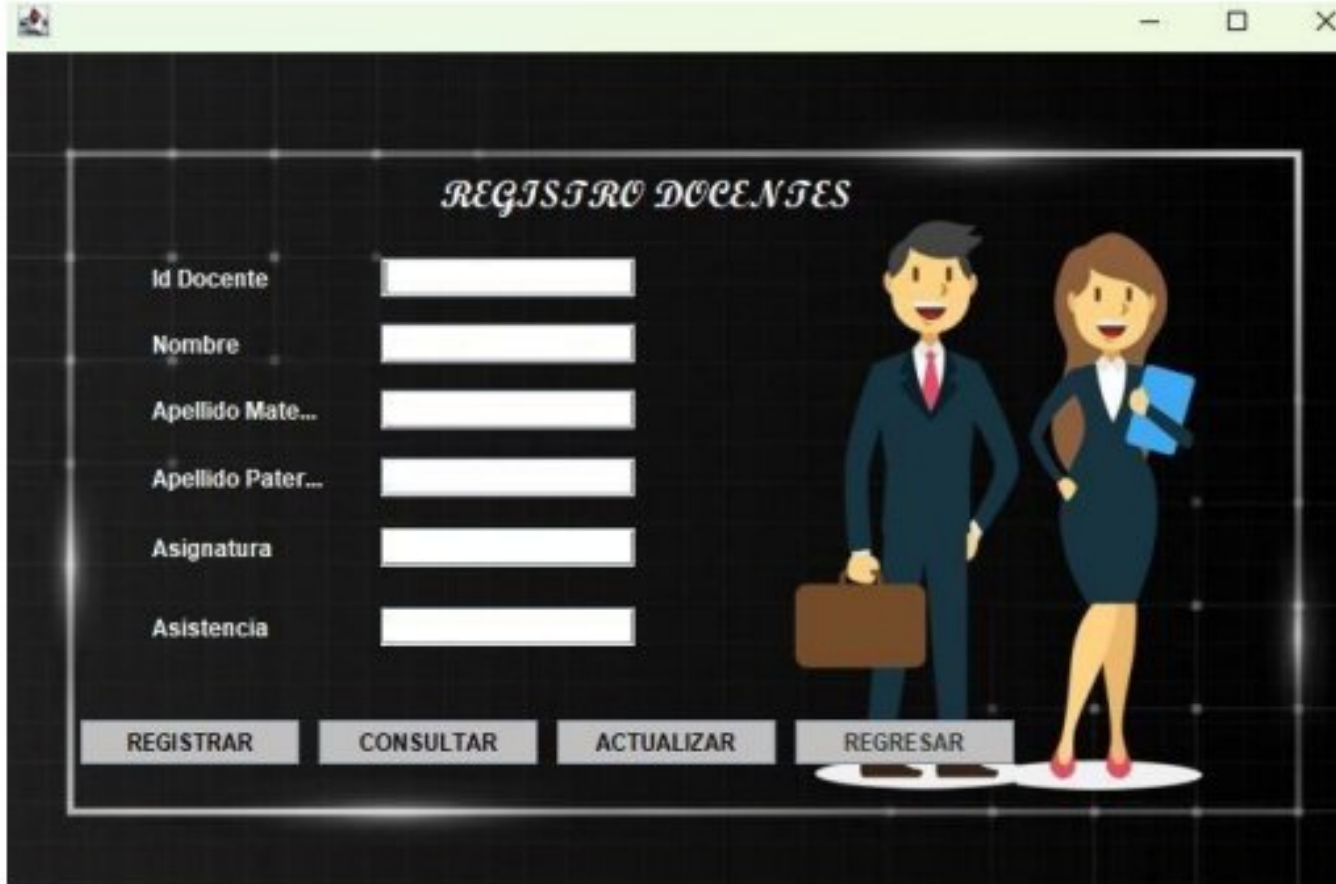 REGISTRO DOCENTES
Id Docente
Nombre
Apellido Mate...
Apellido Pater...
Asignatura
Asistencia
REGISTRAR CONSULTAR ACTUALIZAR REGRESAR